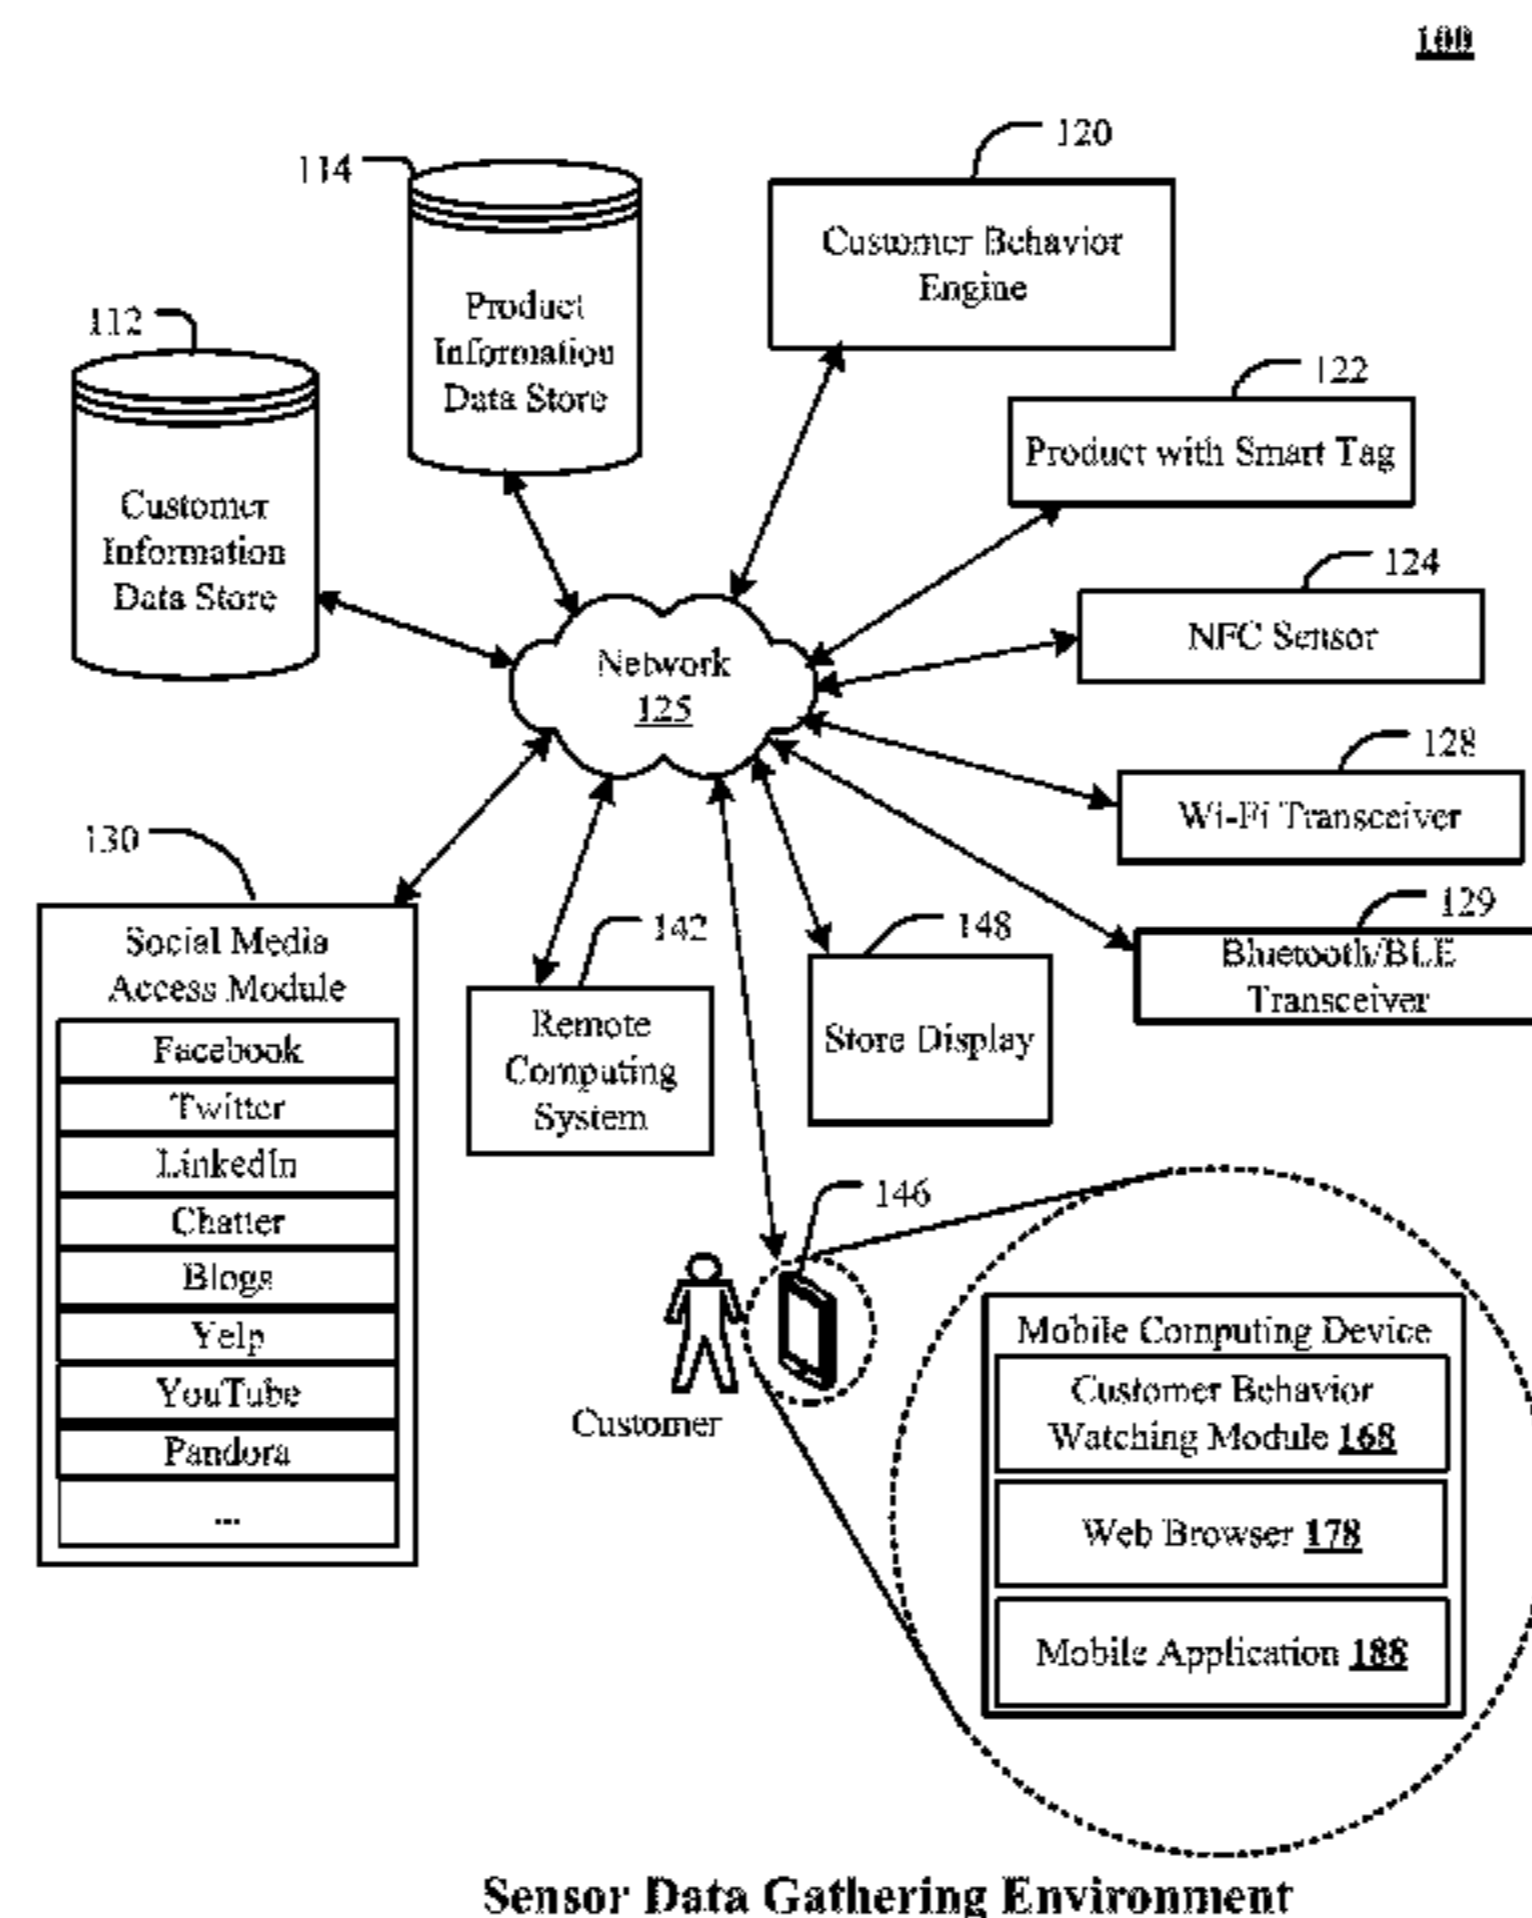 100
120
114
Customer Behavior
Engine
Product
Information
Data Store
112
122
Product with Smart Tag
Customer
Information
Data Store
124
NFC Sensor
Network
125
128
Wi-Fi Transceiver
130
129
Bluetooth/BLE
Transceiver
142
148
Social Media
Access Module
Facebook
Twitter
LinkedIn
Chatter
Blogs
Yelp
YouTube
Pandora
...
Remote
Computing
System
Store Display
146
Customer
Mobile Computing Device
Customer Behavior
Watching Module 168
Web Browser 178
Mobile Application 188
Sensor Data Gathering Environment